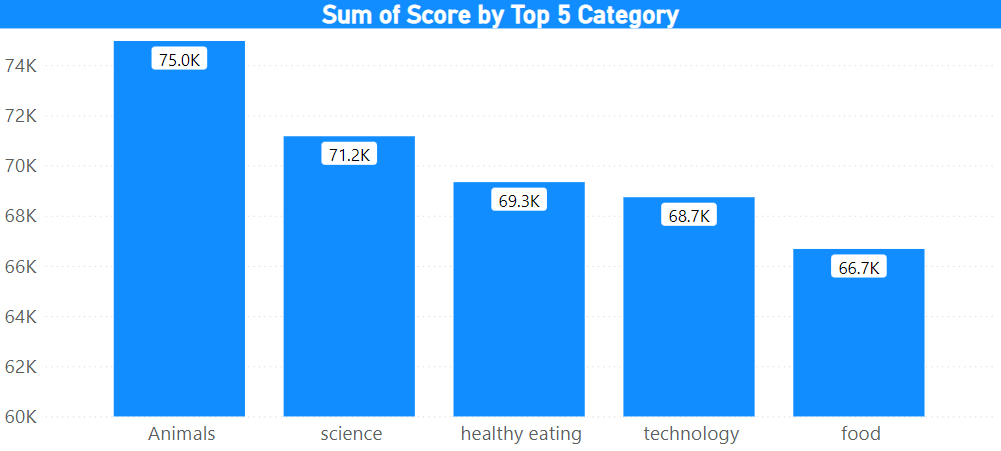 Sum of Score by Top 5 Category
74K
72K
70K
68K
66K
64K
62K
60K
75.0K
71.2K
69.3K
68.7K
66.7K
Animals science healthy eating technology food